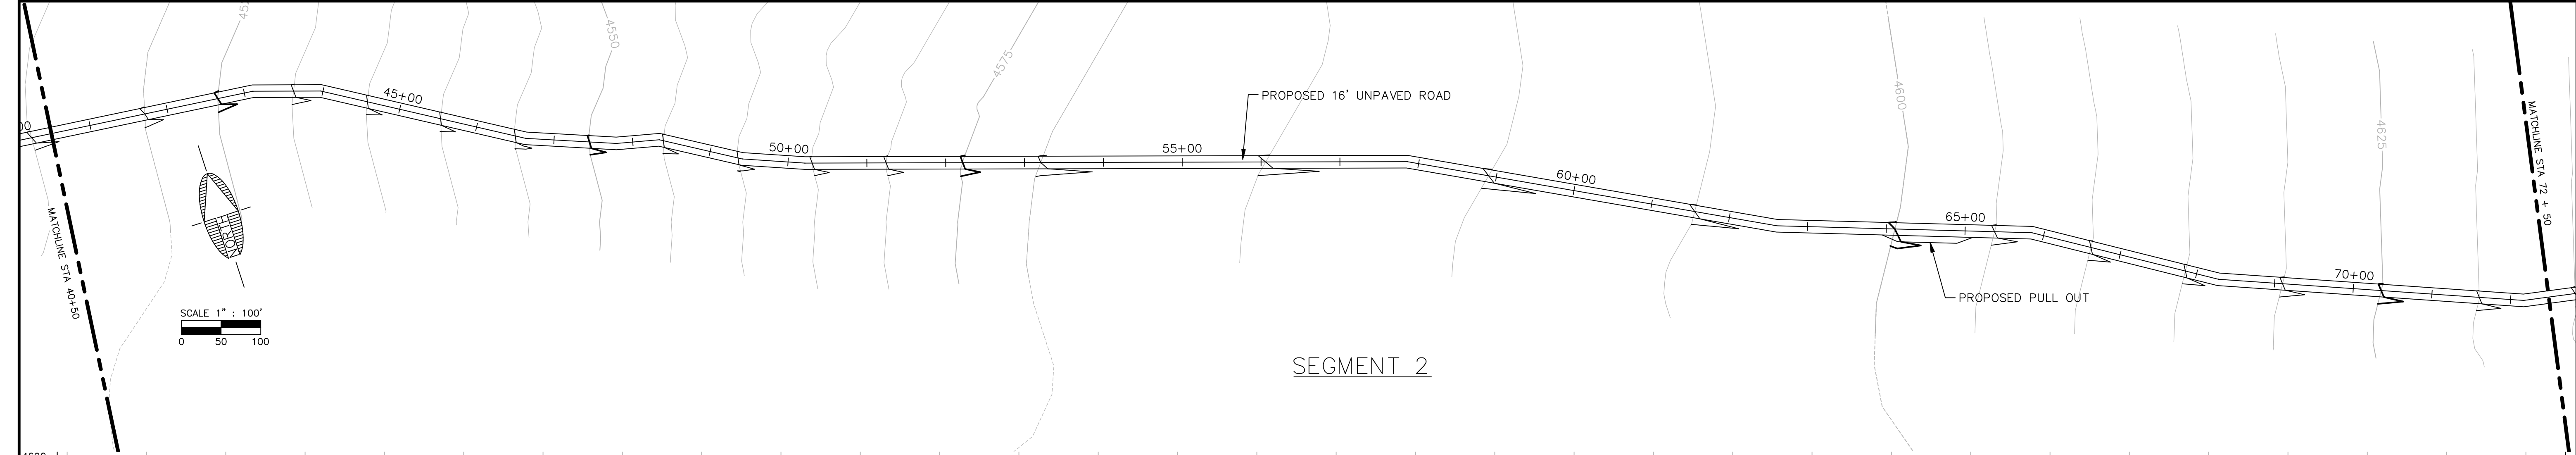 4550
4575
PROPOSED 16' UNPAVED ROAD
4600
4625
45+00
50+00
55+00
60+00
65+00
70+00
00
MATCHLINE STA 40+50
MATCHLINE STA 72 + 50
NORTH
PROPOSED PULL OUT
SCALE 1" : 100'
0 50 100
SEGMENT 2